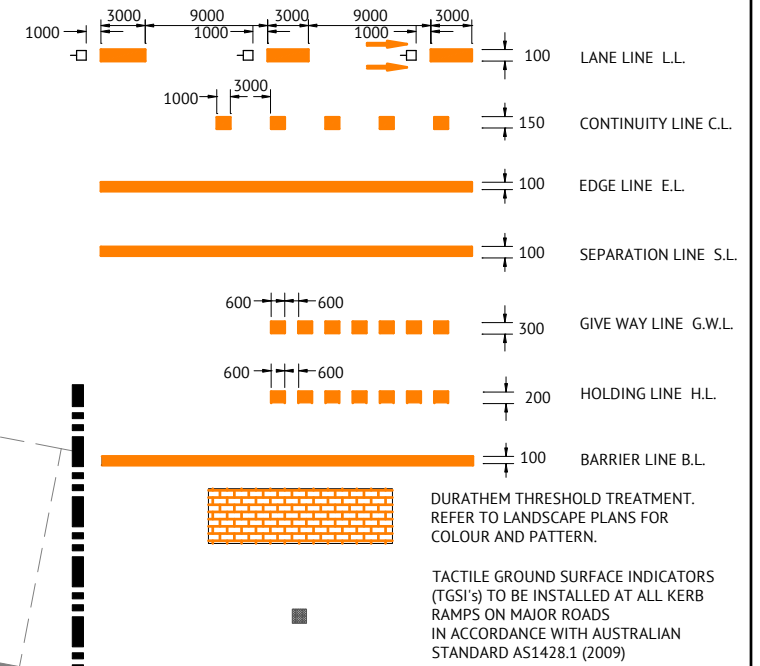 3000 9000 3000 9000 3000
1000 1000 1000
100 LANE LINE L.L.
1000 3000
150 CONTINUITY LINE C.L.
100 EDGE LINE E.L.
100 SEPARATION LINE S.L.
600 600
300 GIVE WAY LINE G.W.L.
600 600
200 HOLDING LINE H.L.
100 BARRIER LINE B.L.
DURATHEM THRESHOLD TREATMENT.
REFER TO LANDSCAPE PLANS FOR
COLOUR AND PATTERN.
TACTILE GROUND SURFACE INDICATORS
(TGSI's) TO BE INSTALLED AT ALL KERB
RAMPS ON MAJOR ROADS
IN ACCORDANCE WITH AUSTRALIAN
STANDARD AS1428.1 (2009)